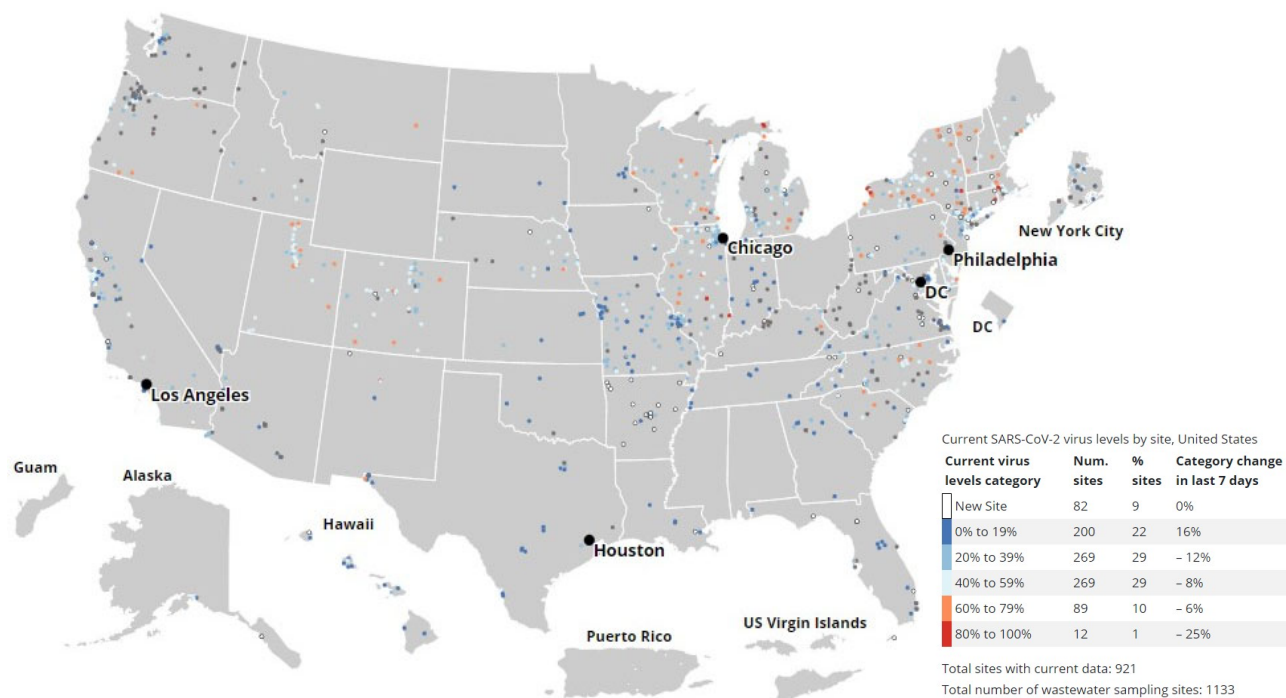 Chicago
New York City
Philadelphia
DC
DC
Los Angeles
Guam
Alaska
Hawaii
Houston
Puerto Rico
US Virgin Islands
Current SARS-CoV-2 virus levels by site, United States
Current virus levels category Num. sites % sites Category change in last 7 days
New Site 82 9 0%
0% to 19% 200 22 16%
20% to 39% 269 29 – 12%
40% to 59% 269 29 – 8%
60% to 79% 89 10 – 6%
80% to 100% 12 1 – 25%
Total sites with current data: 921
Total number of wastewater sampling sites: 1133